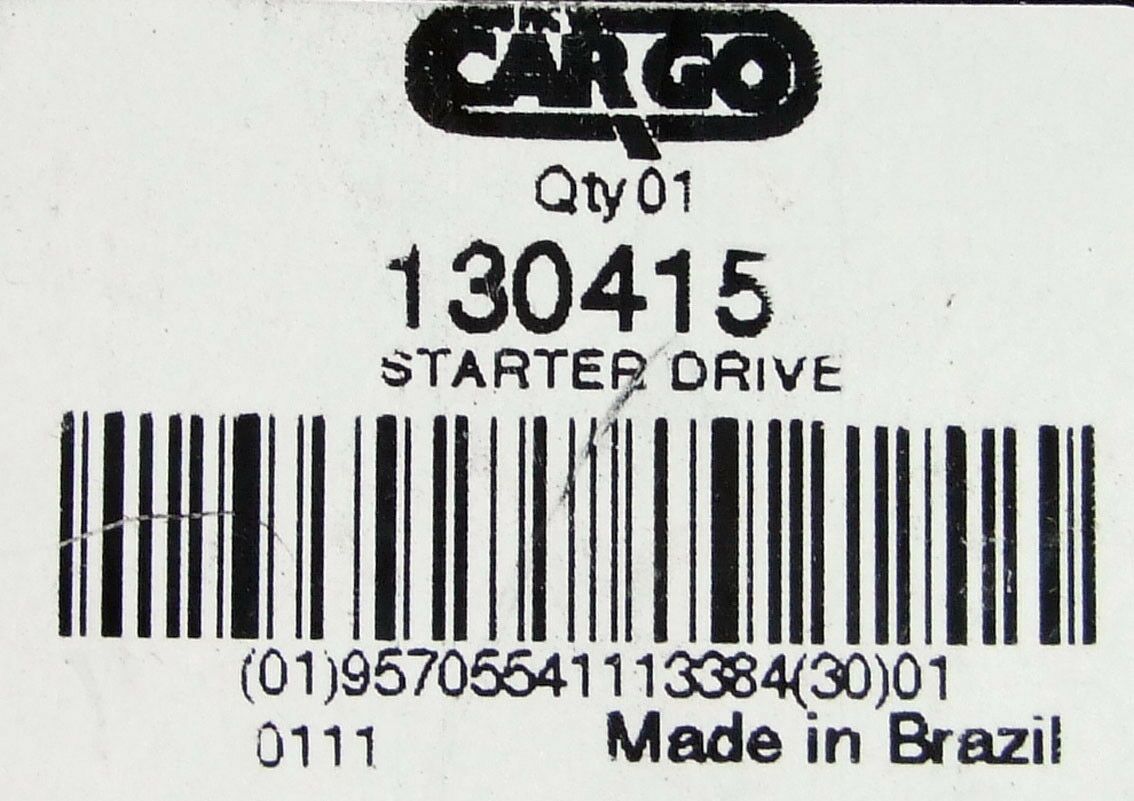 CARGO
Qty 01
130415
STARTER DRIVE
(01)95705541113384(30)01
0111
Made in Brazil